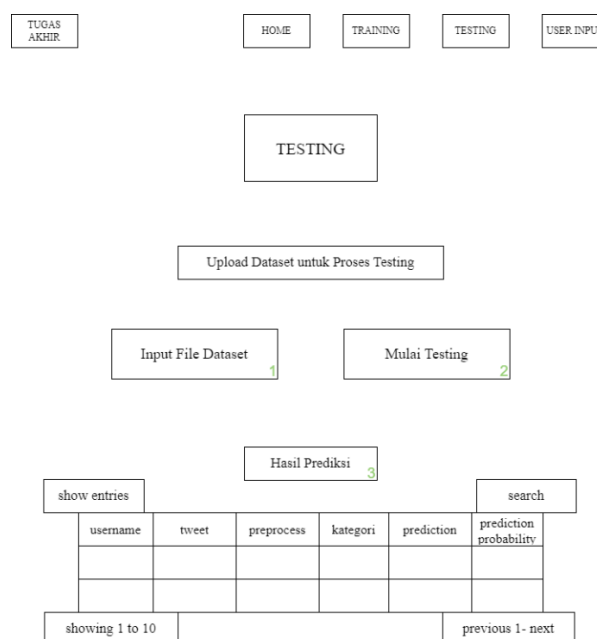 TUGAS
AKHIR
HOME
TRAINING
TESTING
USER INPU
TESTING
Upload Dataset untuk Proses Testing
Input File Dataset
1
Mulai Testing
2
Hasil Prediksi
3
show entries
search
username tweet preprocess kategori prediction prediction
probability
showing 1 to 10
previous 1- next